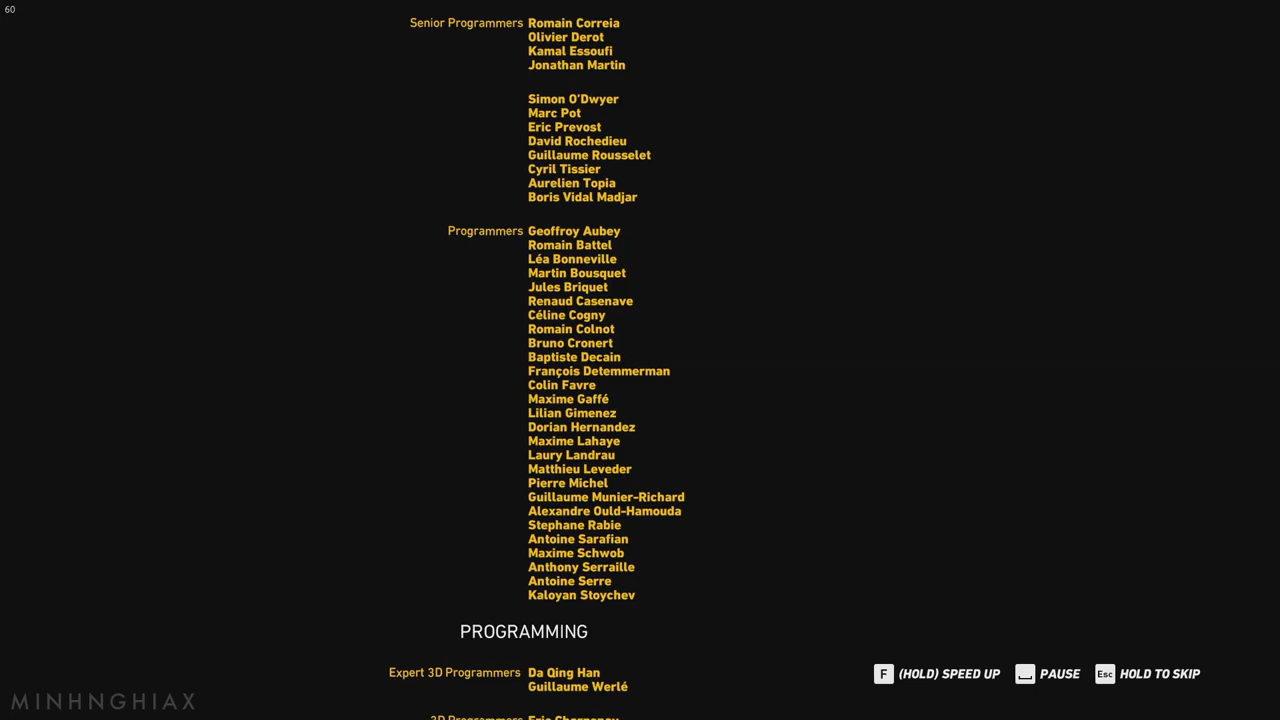 60
Senior Programmers Romain Correia
Olivier Derot
Kamal Essoufi
Jonathan Martin
Simon O'Dwyer
Marc Pot
Eric Prevost
David Rochedieu
Guillaume Rousselet
Cyril Tissier
Aurelien Topia
Boris Vidal Madjar
Programmers Geoffroy Aubey
Romain Battel
Léa Bonneville
Martin Bousquet
Jules Briquet
Renaud Casenave
Céline Cogny
Romain Colnot
Bruno Cronert
Baptiste Decain
François Detemmerman
Colin Favre
Maxime Gaffé
Lilian Gimenez
Dorian Hernandez
Maxime Lahaye
Laury Landrau
Matthieu Leveder
Pierre Michel
Guillaume Munier-Richard
Alexandre Ould-Hamouda
Stephane Rabie
Antoine Sarafian
Maxime Schwob
Anthony Serraille
Antoine Serre
Kaloyan Stoychev
PROGRAMMING
Expert 3D Programmers Da Qing Han
Guillaume Werlé
3D Programmers Eric
F (HOLD) SPEED UP PAUSE Esc HOLD TO SKIP
MINHNGHIAX